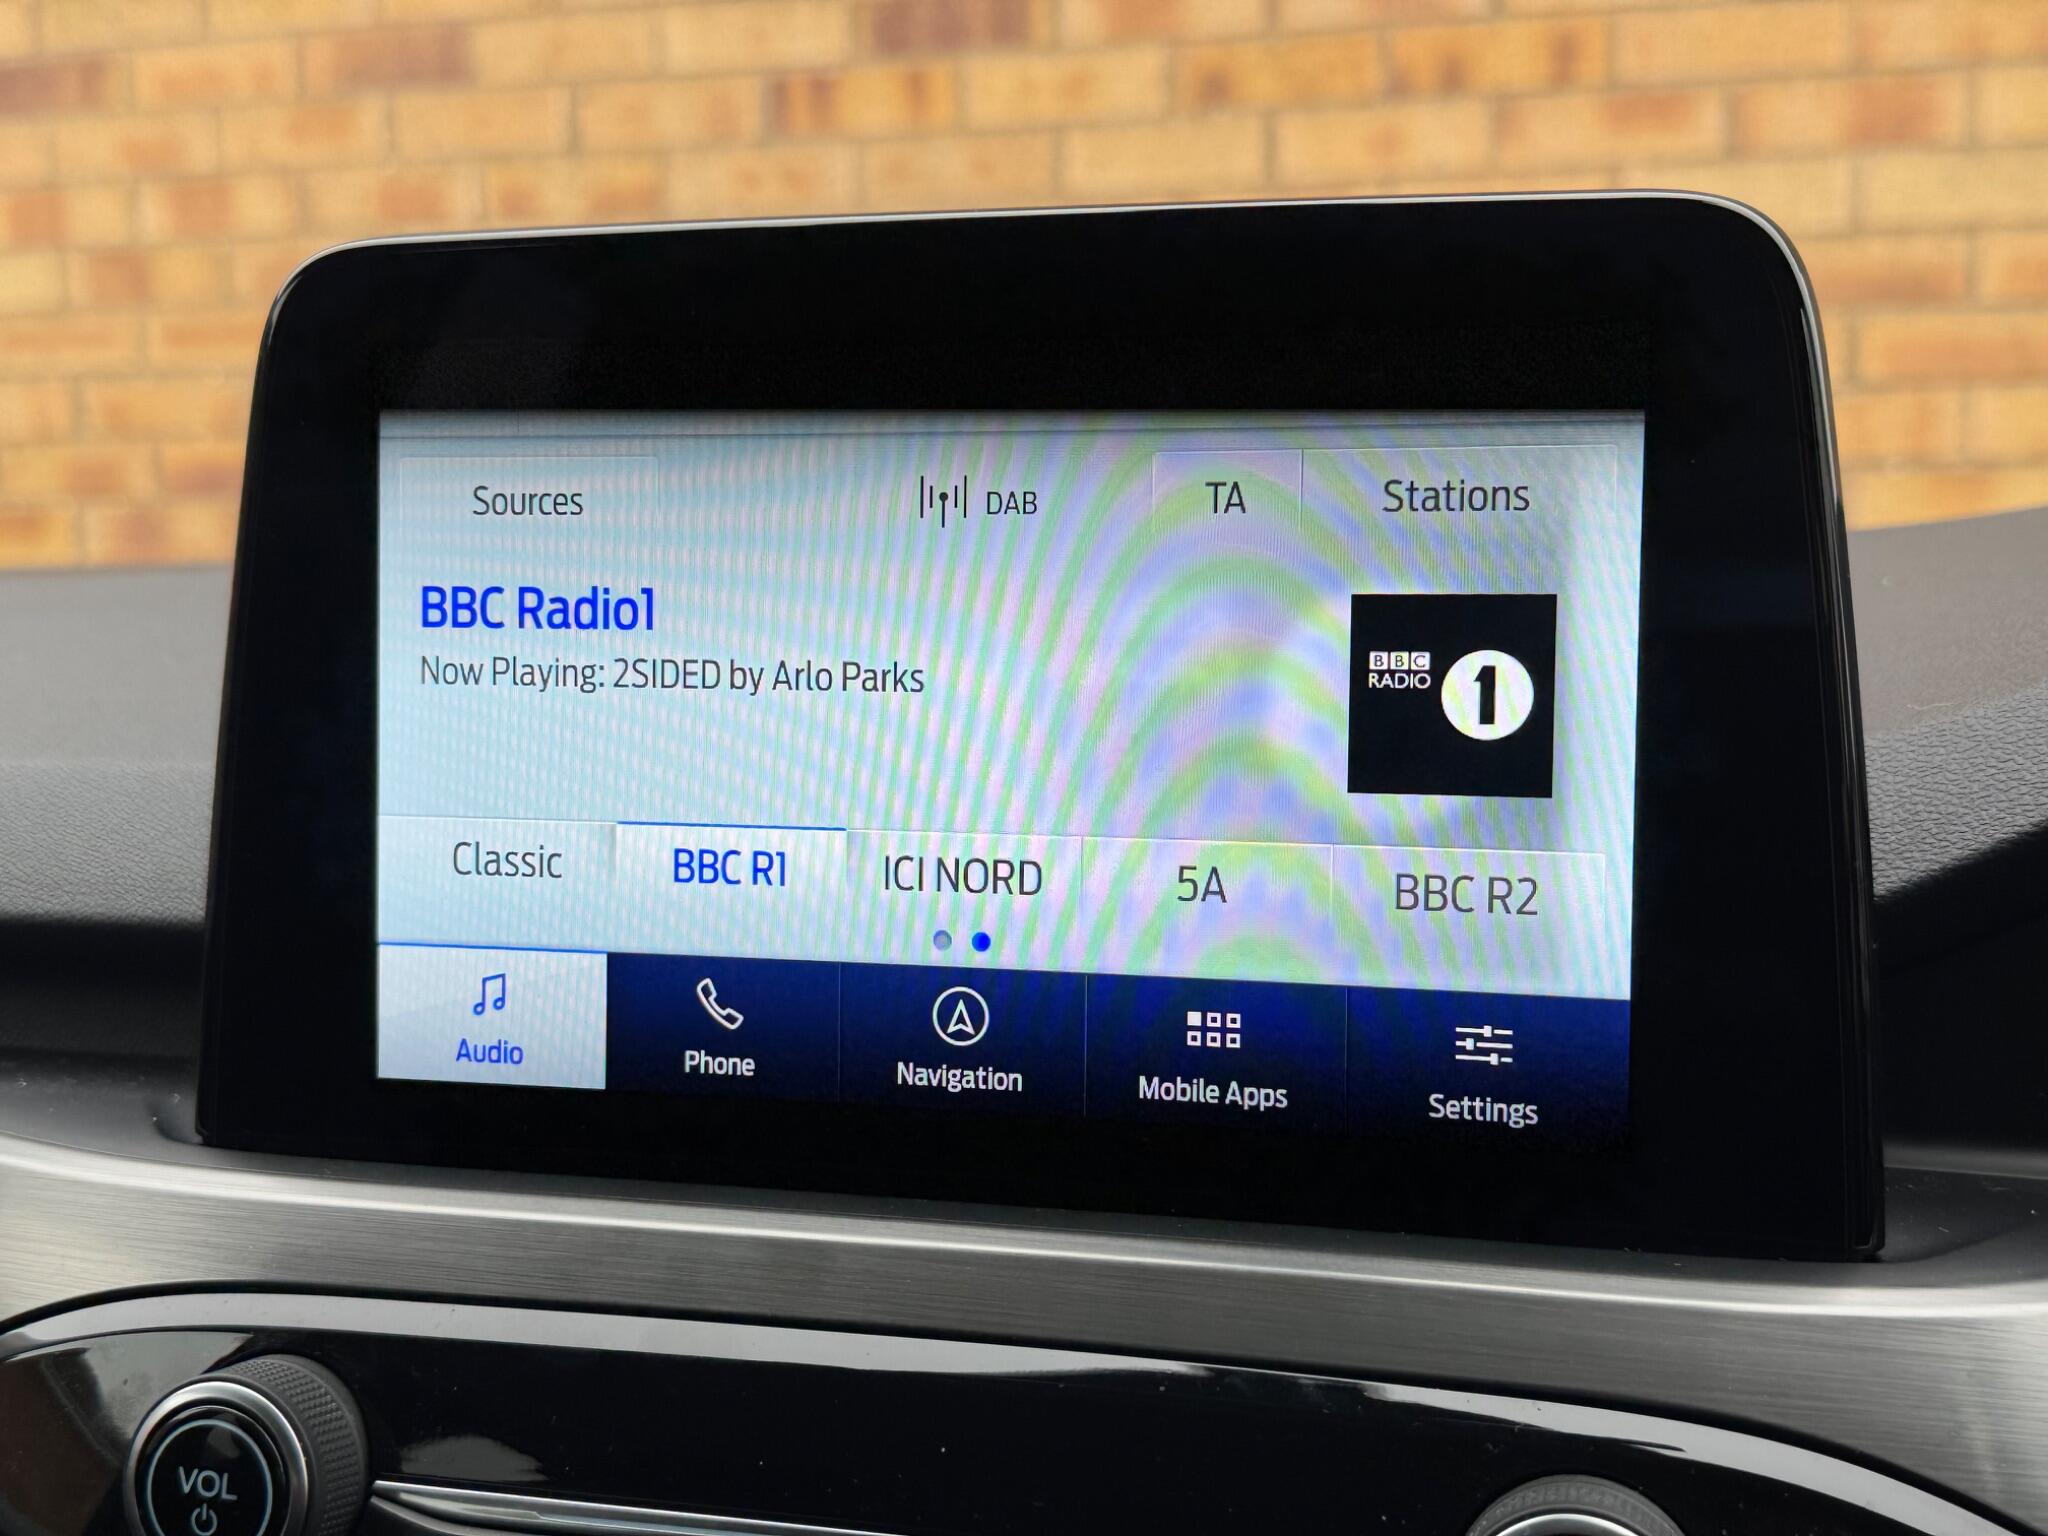 Sources
DAB
TA
Stations
BBC Radio1
Now Playing: 2SIDED by Arlo Parks
BBC
RADIO
1
Classic
BBC R1
ICI NORD
5A
BBC R2
Audio
Phone
Navigation
Mobile Apps
Settings
VOL